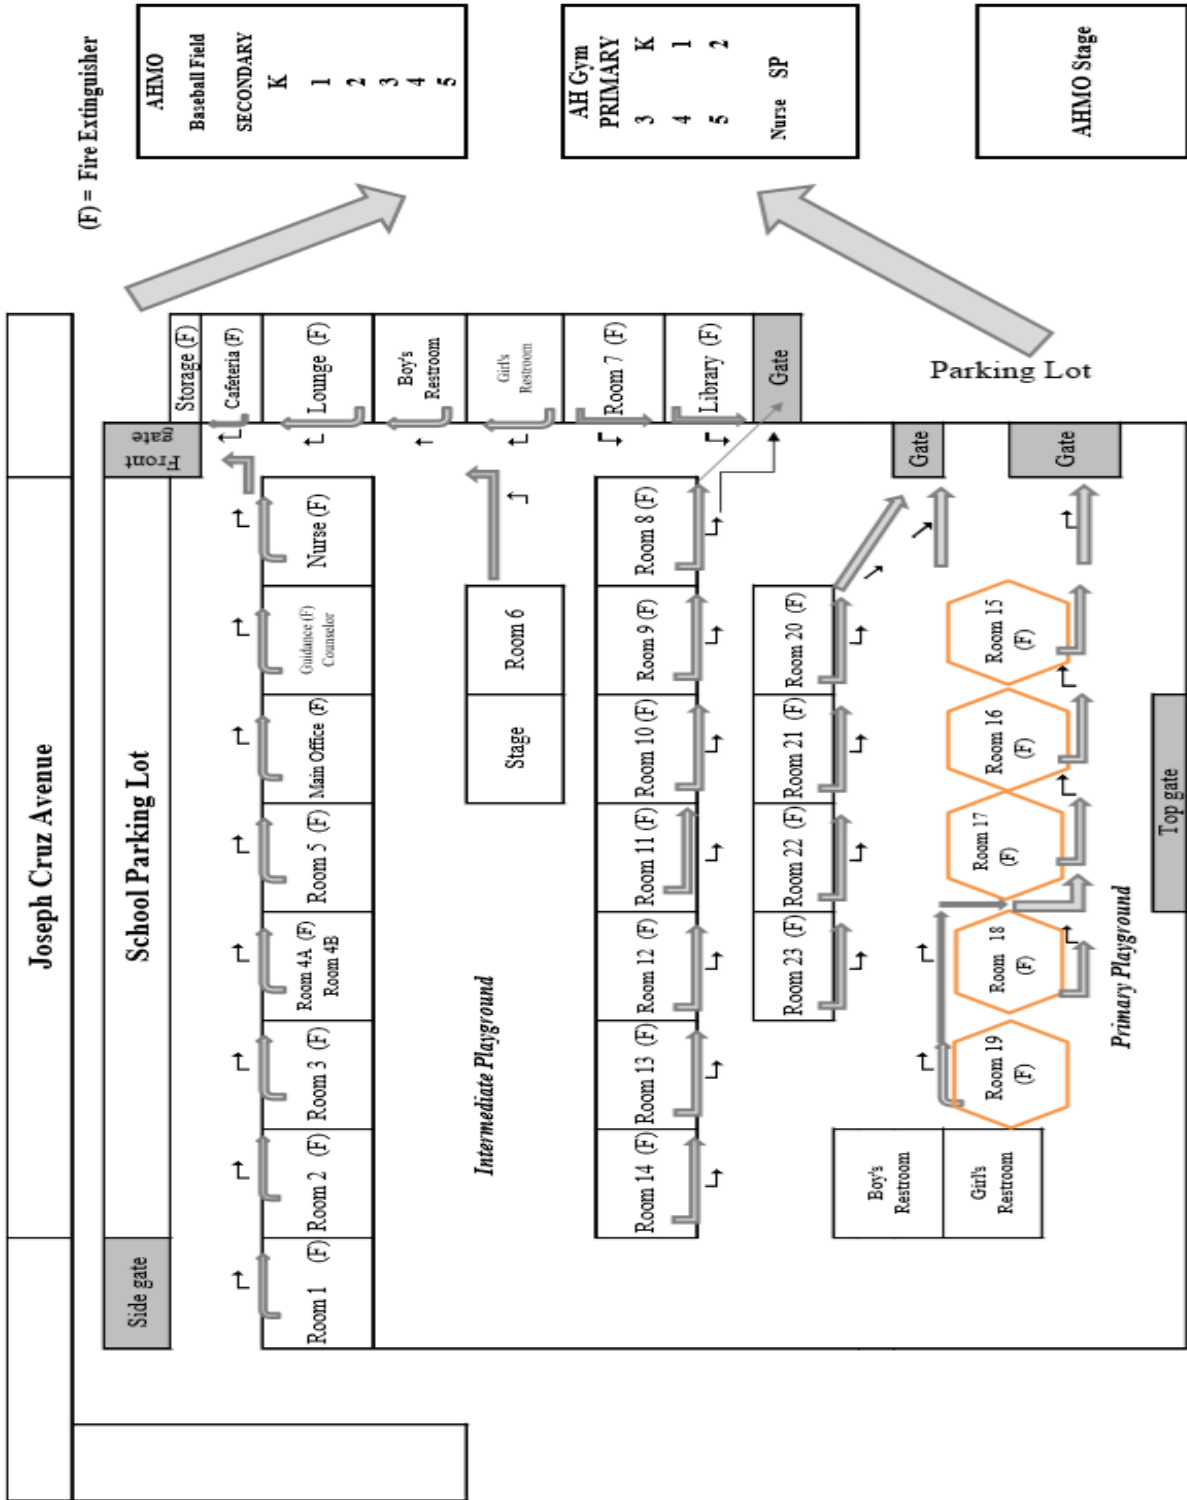 (F) = Fire Extinguisher
AHMO
Baseball Field
SECONDARY
K
1
2
3
4
5
AH Gym
PRIMARY
3 K
4 1
5 2
Nurse SP
AHMO Stage
Joseph Cruz Avenue
School Parking Lot
Side gate
Front
gate
Storage (F)
Cafeteria (F)
Lounge (F)
Boy's
Restroom
Girl's
Restroom
Room 7 (F)
Library (F)
Gate
Parking Lot
Room 1 (F)
Room 2 (F)
Room 3 (F)
Room 4A (F)
Room 4B
Room 5 (F)
Main Office (F)
Guidance (F)
Counselor
Nurse (F)
Intermediate Playground
Stage
Room 6
Room 14 (F)
Room 13 (F)
Room 12 (F)
Room 11 (F)
Room 10 (F)
Room 9 (F)
Room 8 (F)
Room 23 (F)
Room 22 (F)
Room 21 (F)
Room 20 (F)
Gate
Gate
Boy's
Restroom
Girl's
Restroom
Room 19
(F)
Room 18
(F)
Room 17
(F)
Room 16
(F)
Room 15
(F)
Primary Playground
Top gate